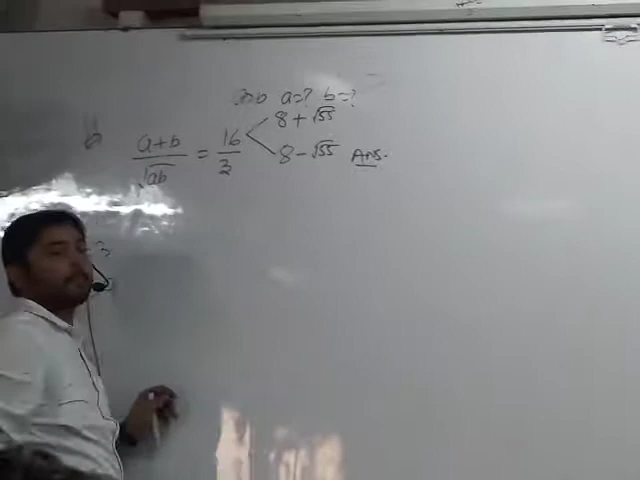 a=? b=?
a+b/√ab = 16/3 < 8+√55
8-√55 Ans.